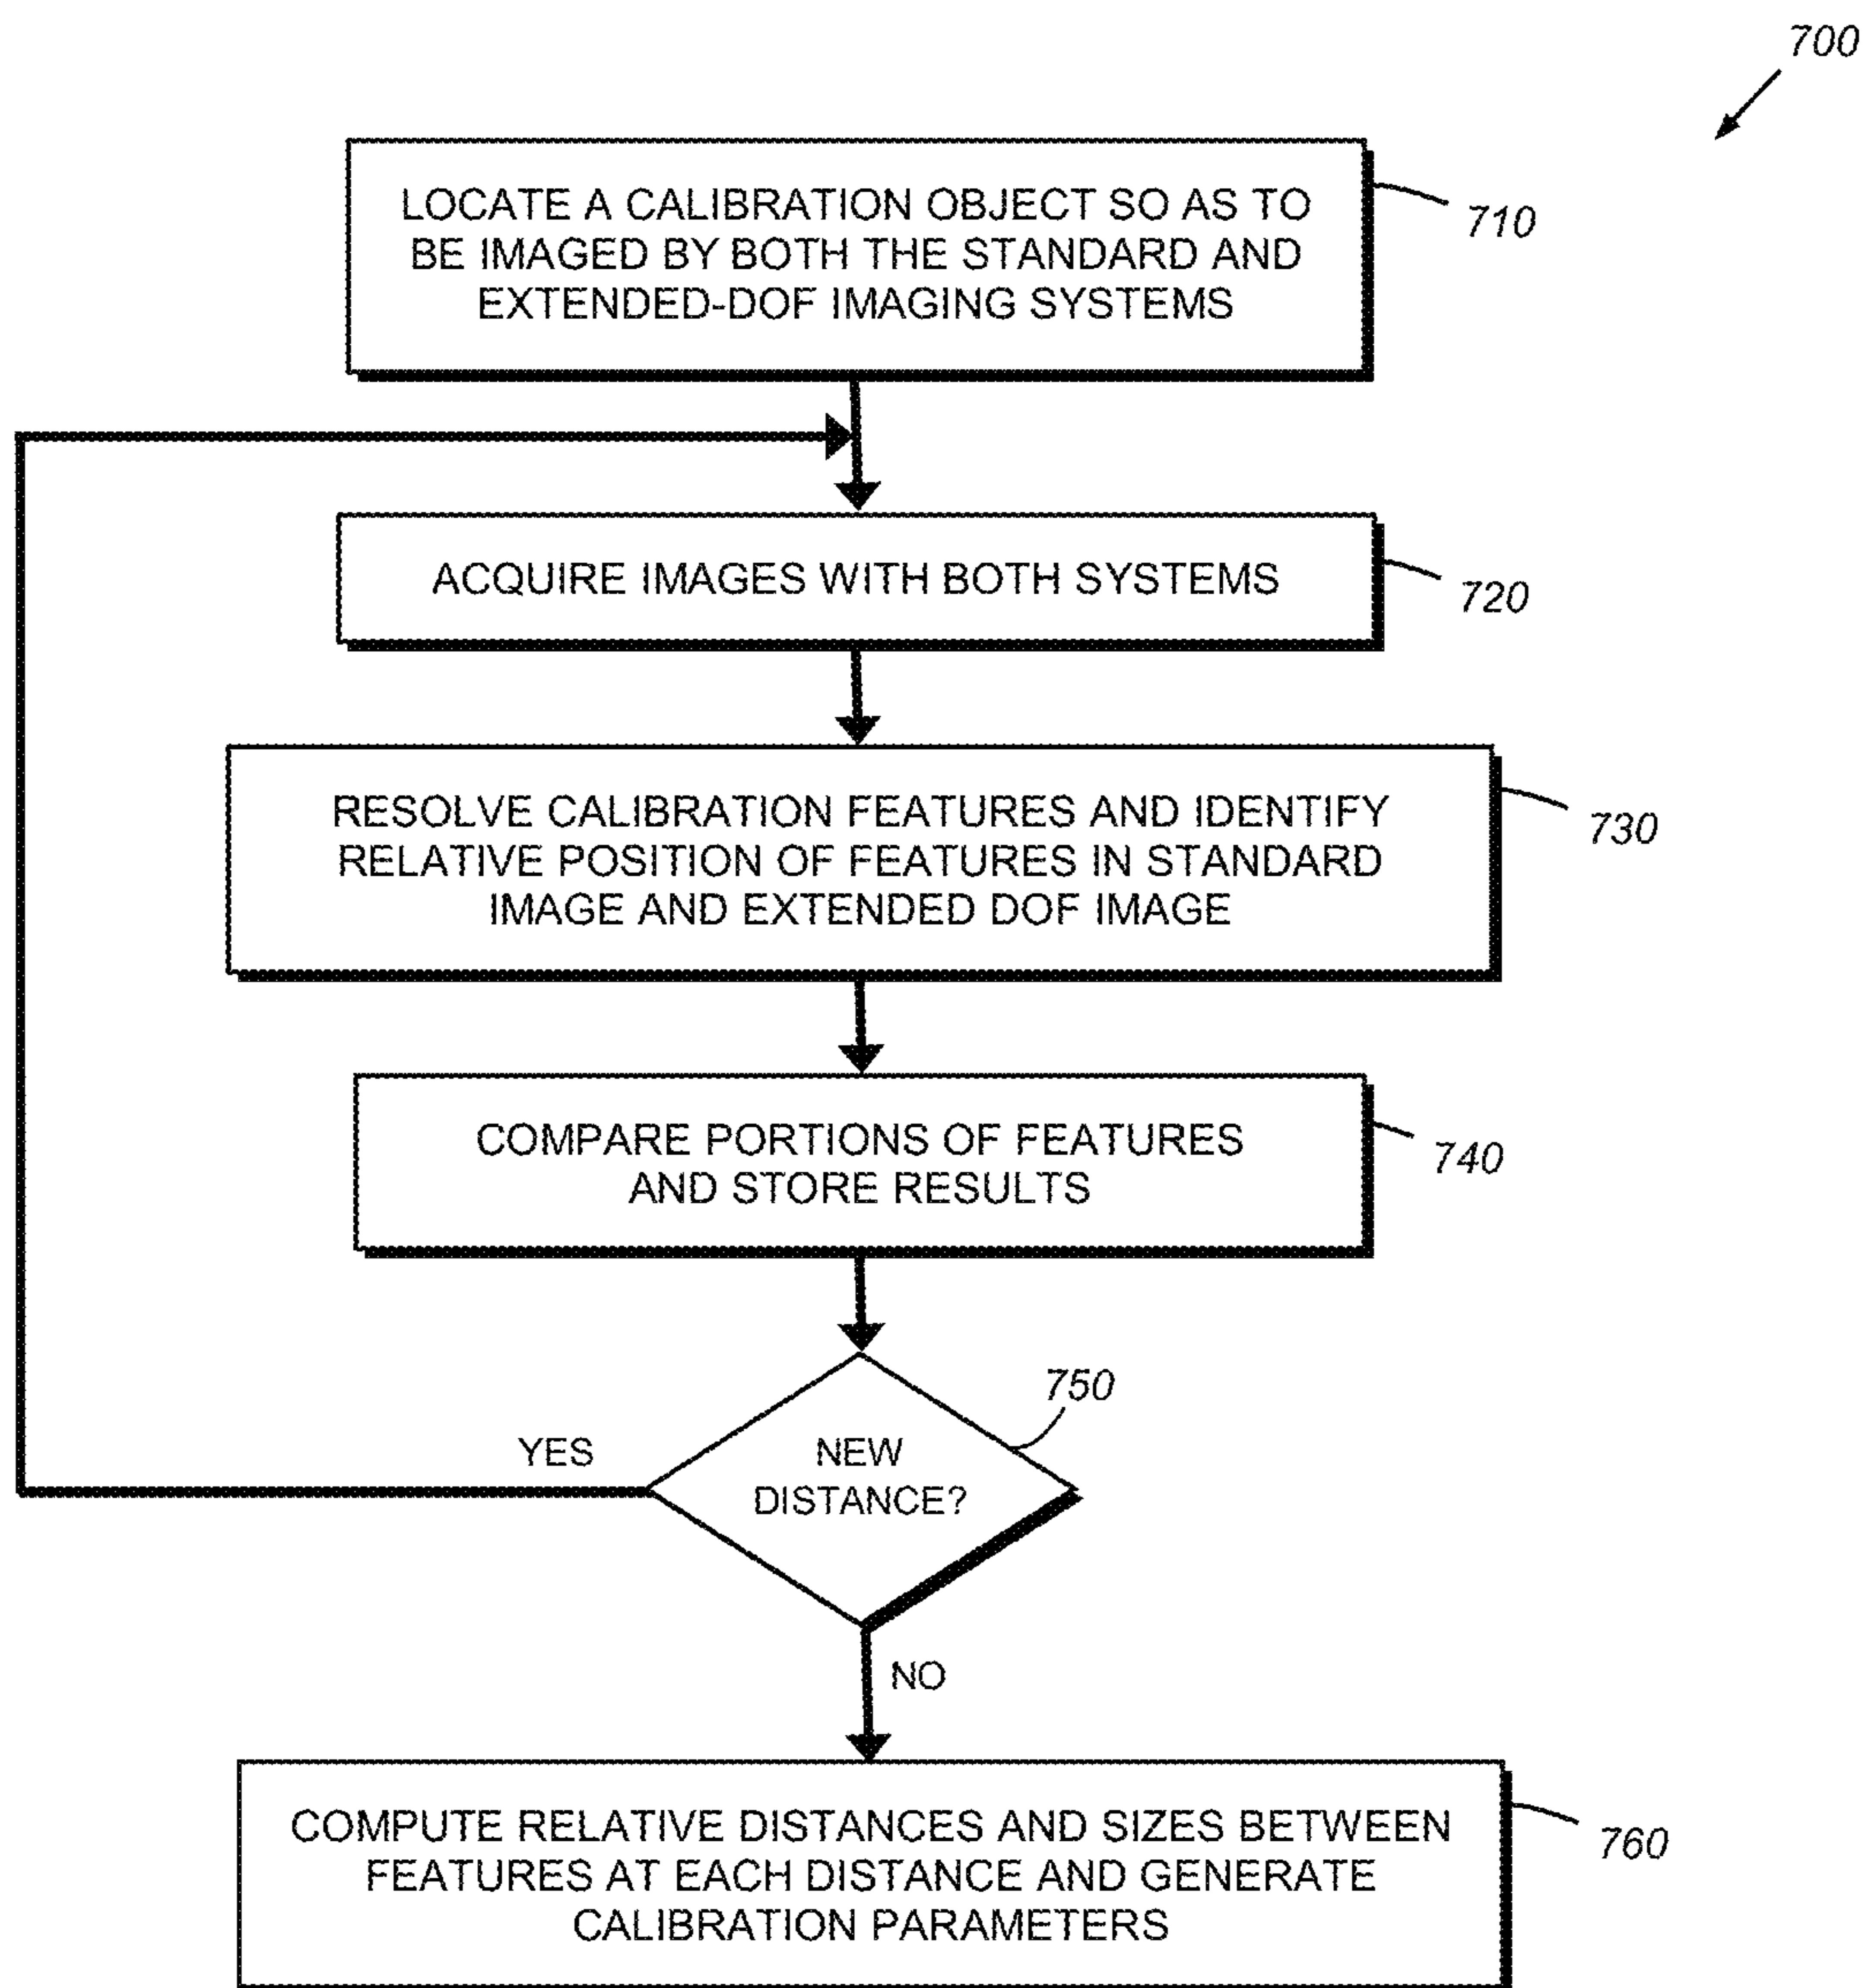 700
LOCATE A CALIBRATION OBJECT SO AS TO
BE IMAGED BY BOTH THE STANDARD AND
EXTENDED-DOF IMAGING SYSTEMS
710
ACQUIRE IMAGES WITH BOTH SYSTEMS
720
RESOLVE CALIBRATION FEATURES AND IDENTIFY
RELATIVE POSITION OF FEATURES IN STANDARD
IMAGE AND EXTENDED DOF IMAGE
730
COMPARE PORTIONS OF FEATURES
AND STORE RESULTS
740
750
YES
NEW
DISTANCE?
NO
COMPUTE RELATIVE DISTANCES AND SIZES BETWEEN
FEATURES AT EACH DISTANCE AND GENERATE
CALIBRATION PARAMETERS
760